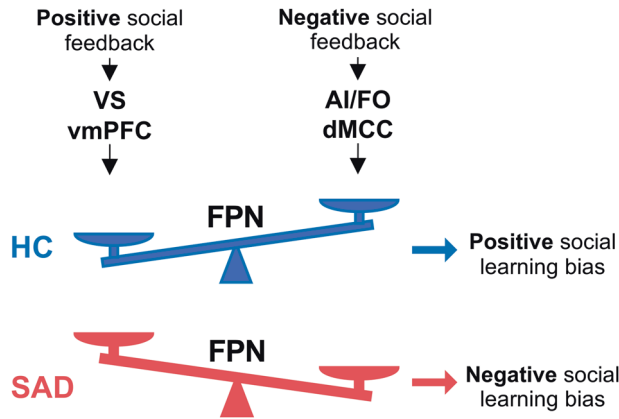 Positive social
feedback
Negative social
feedback
VS
vmPFC
AI/FO
dMCC
FPN
HC
Positive social
learning bias
FPN
SAD
Negative social
learning bias